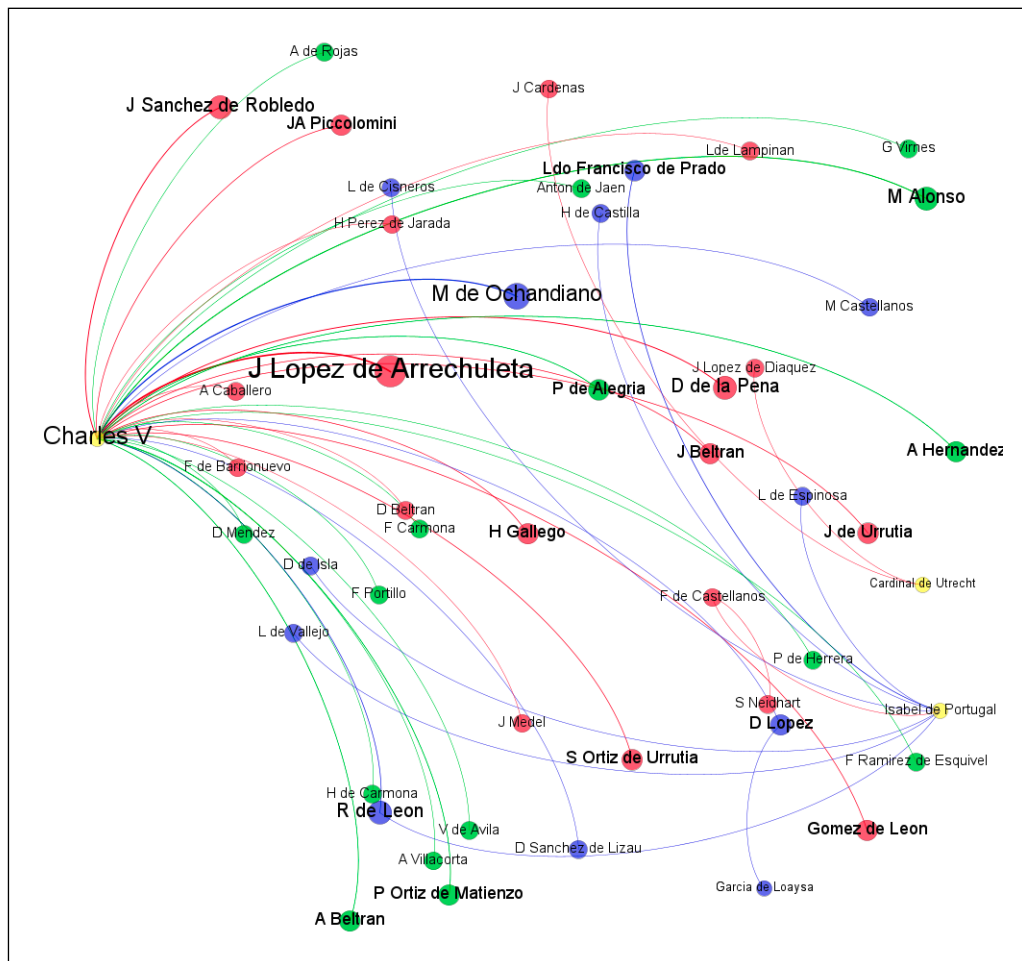 A de Rojas
J Cardenas
J Sanchez de Robledo
JA Piccolomini
G Virnes
Lde Lampinan
Ldo Francisco de Prado
L de Cisneros
Anton de Jaen
M Alonso
H de Castilla
H Perez de Jarada
M de Ochandiano
M Castellanos
J Lopez de Arrechuleta
J Lopez de Diaquez
A Caballero
P de Alegria
D de la Pena
Charles V
J Beltran
A Hernandez
F de Barrionuevo
L de Espinosa
D Beltran
F Carmona
D Mendez
H Gallego
J de Urrutia
D de Isla
Cardinal de Utrecht
F Portillo
F de Castellanos
L de Vallejo
P de Herrera
S Neidhart
Isabel de Portugal
J Medel
D Lopez
S Ortiz de Urrutia
F Ramirez de Esquivel
H de Carmona
R de Leon
V de Avila
Gomez de Leon
D Sanchez de Lizau
A Villacorta
P Ortiz de Matienzo
Garcia de Loaysa
A Beltran